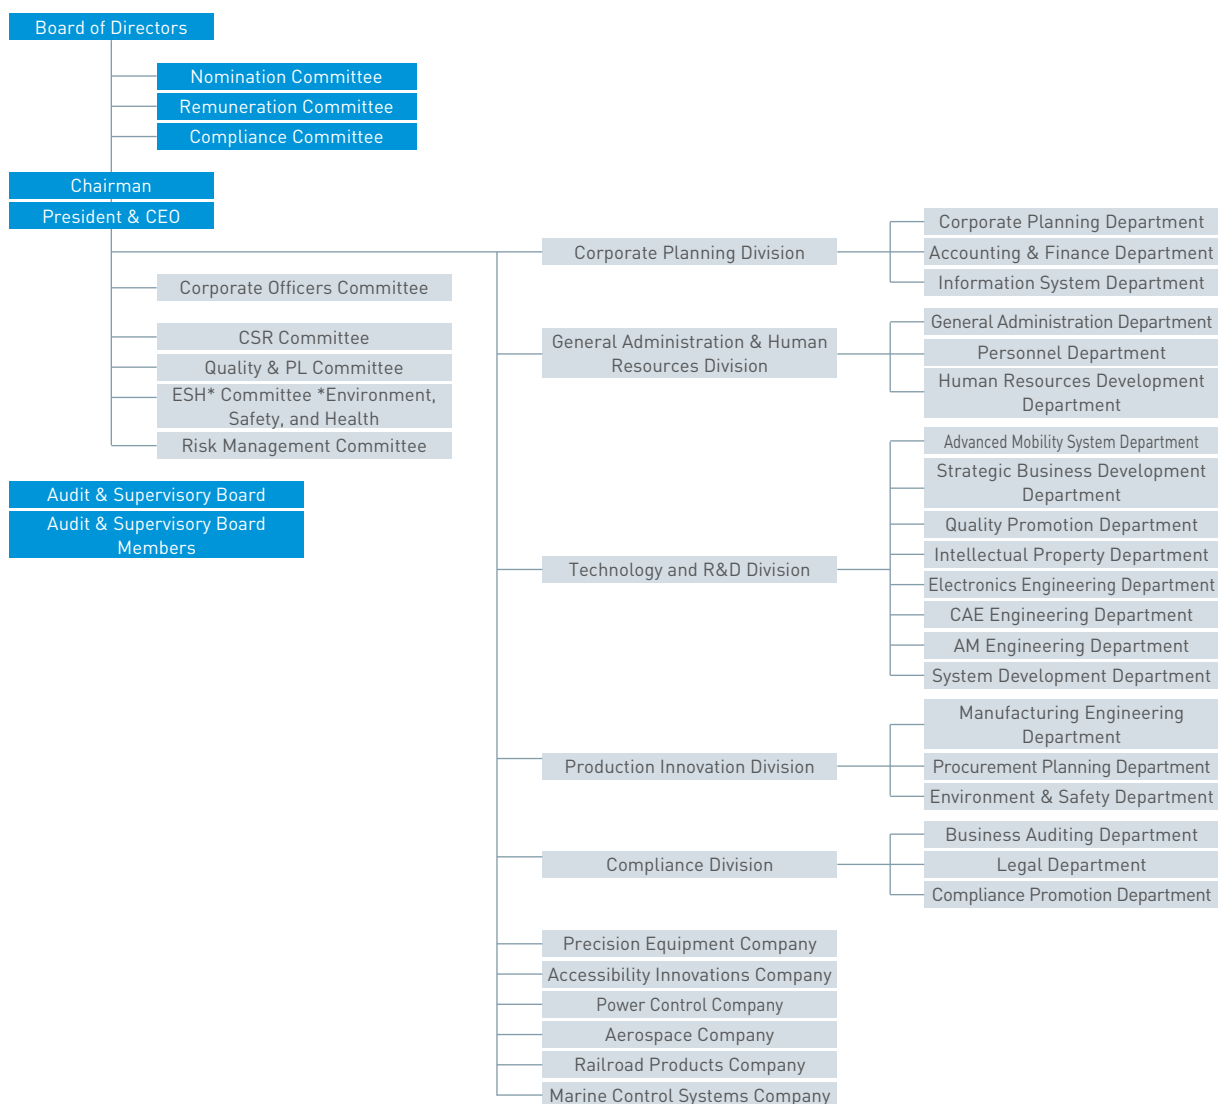 Board of Directors
Nomination Committee
Remuneration Committee
Compliance Committee
Chairman
President & CEO
Corporate Officers Committee
CSR Committee
Quality & PL Committee
ESH* Committee *Environment,
Safety, and Health
Risk Management Committee
Audit & Supervisory Board
Audit & Supervisory Board
Members
Corporate Planning Division
Corporate Planning Department
Accounting & Finance Department
Information System Department
General Administration & Human
Resources Division
General Administration Department
Personnel Department
Human Resources Development
Department
Technology and R&D Division
Advanced Mobility System Department
Strategic Business Development
Department
Quality Promotion Department
Intellectual Property Department
Electronics Engineering Department
CAE Engineering Department
AM Engineering Department
System Development Department
Production Innovation Division
Manufacturing Engineering
Department
Procurement Planning Department
Environment & Safety Department
Compliance Division
Business Auditing Department
Legal Department
Compliance Promotion Department
Precision Equipment Company
Accessibility Innovations Company
Power Control Company
Aerospace Company
Railroad Products Company
Marine Control Systems Company